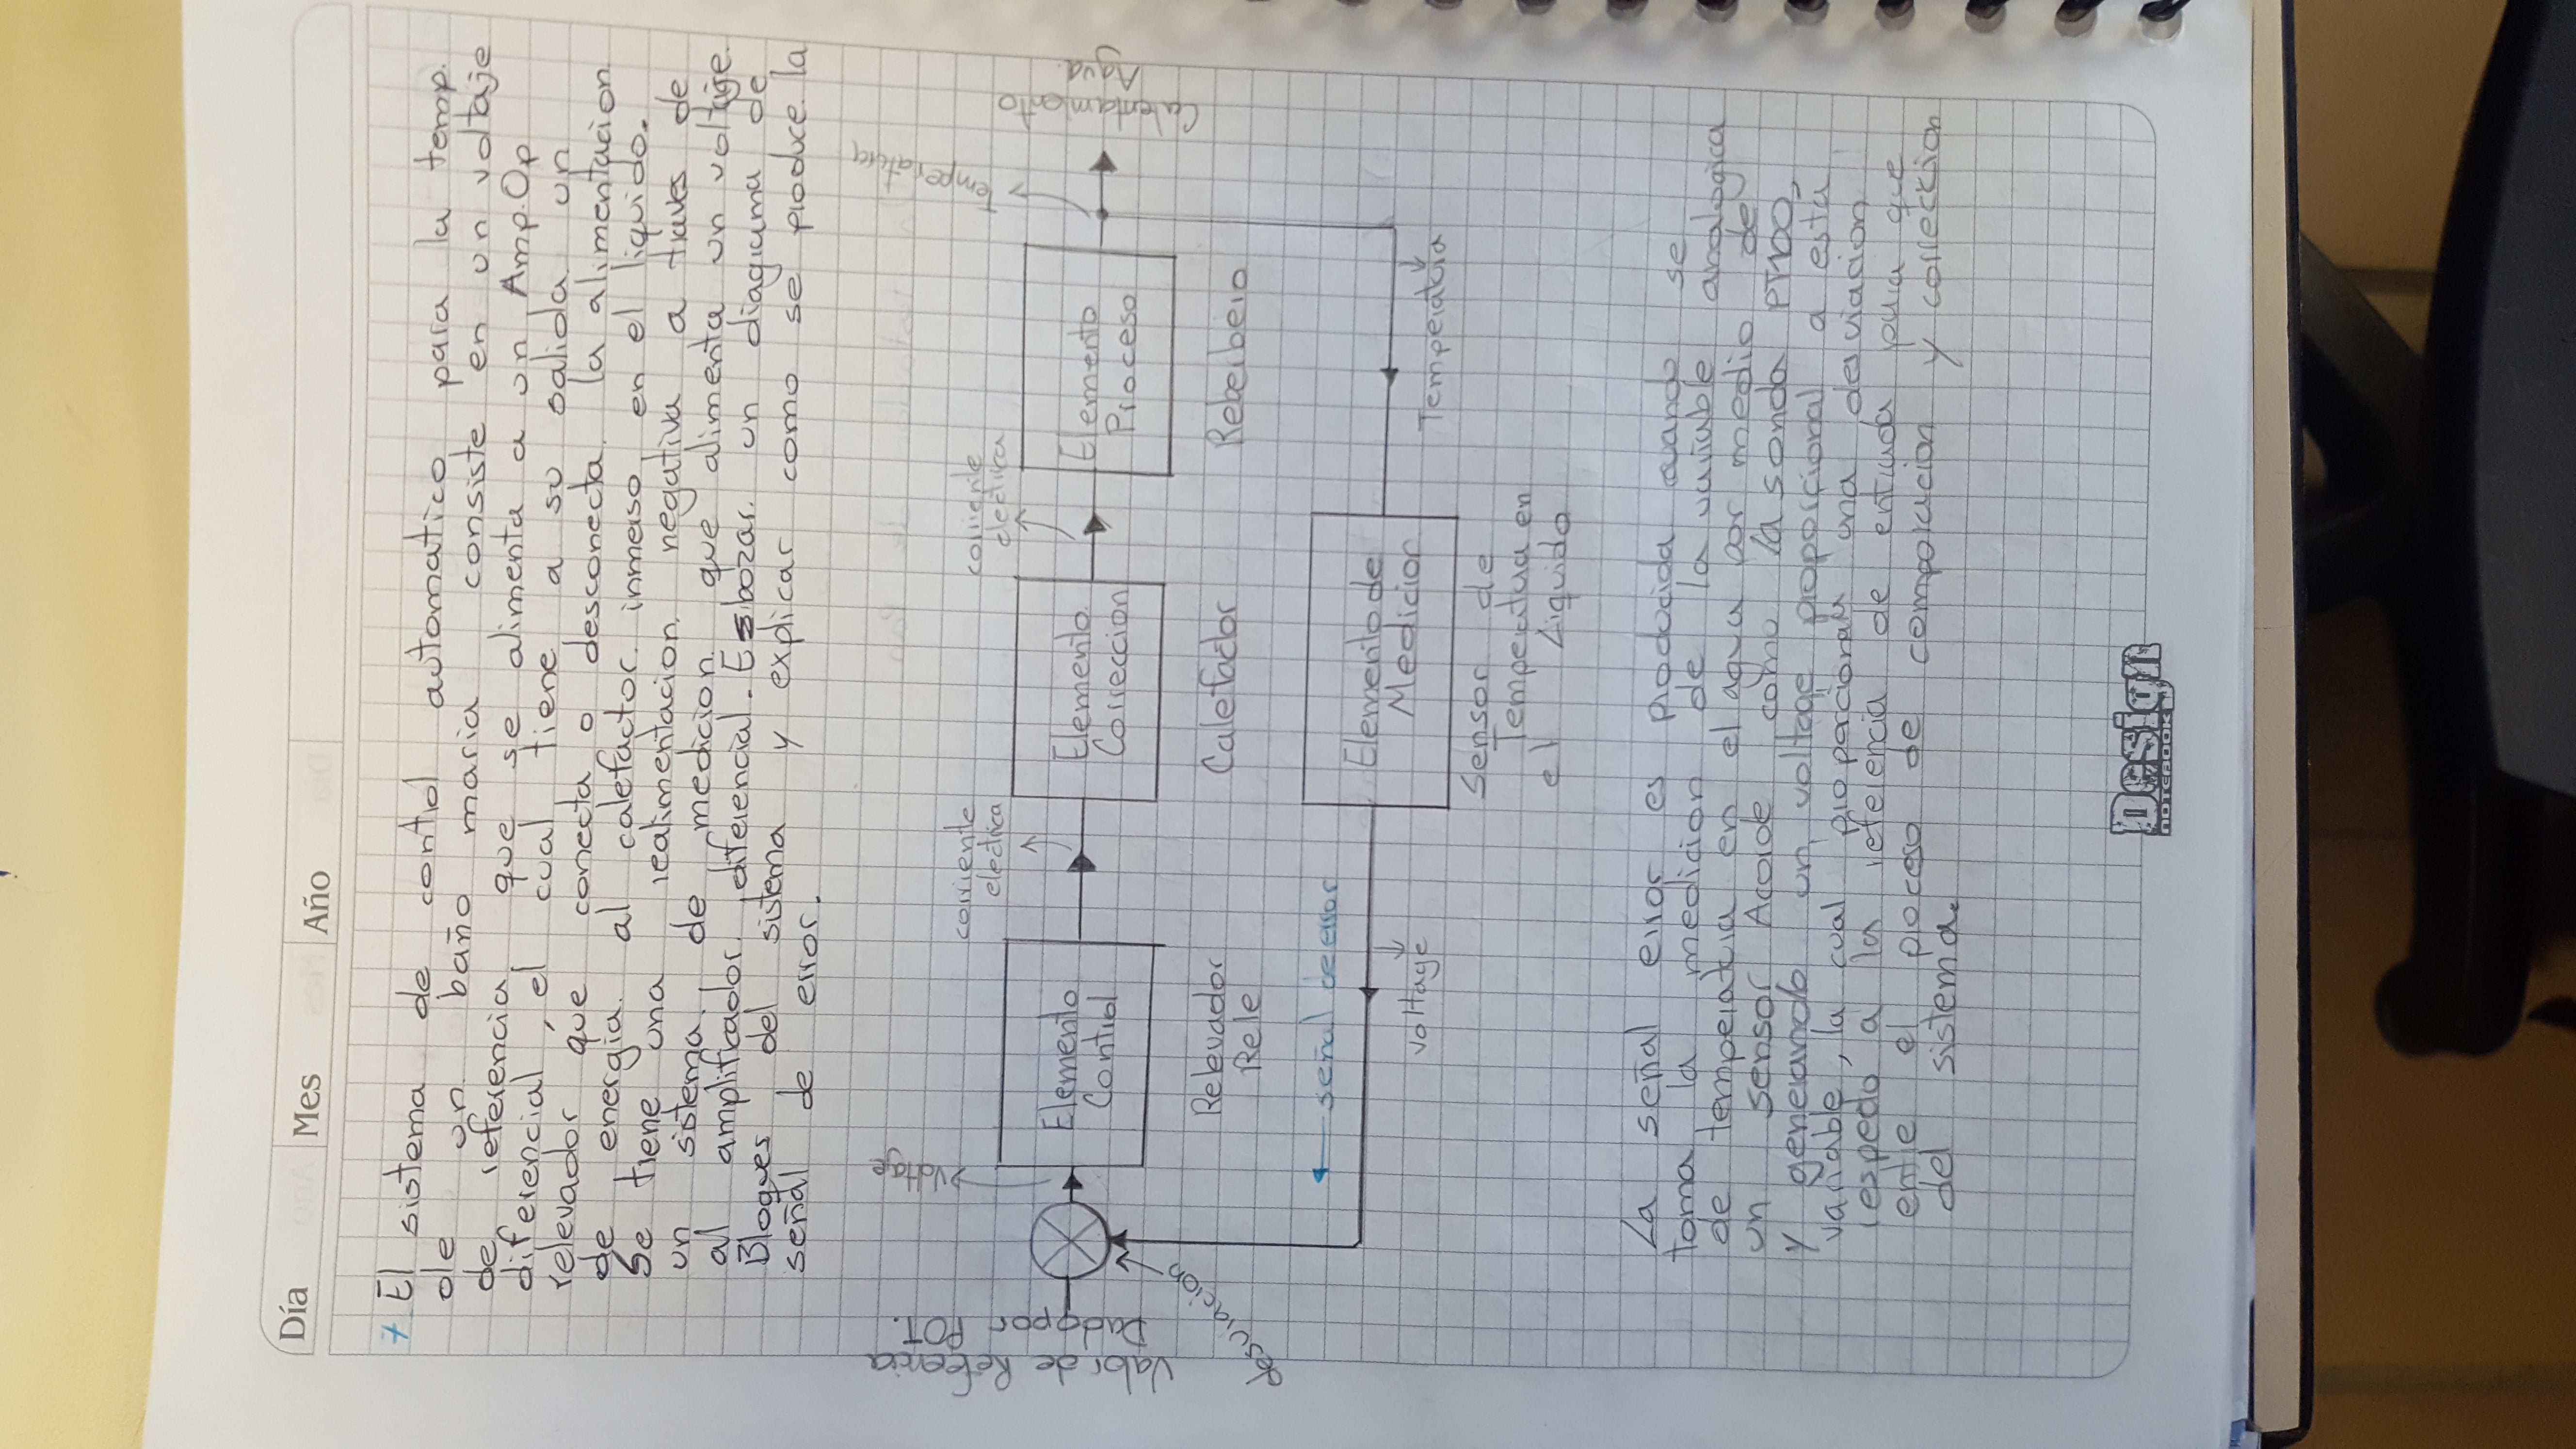 Día Mes Año
7 El sistema de control automatico para la temp.
de un baño maria consiste en un voltaje
de referencia que se alimenta a un Amp.Op
diferencial, el cual tiene a su salida un
relevador que conecta o desconecta la alimentacion
de energia al calefactor inmerso en el liquido.
Se tiene una realimentacion negativa a traves de
un sistema de medicion que alimenta un voltaje
al amplificador diferencial. Esbozar un diagrama de
Bloques del sistema y explicar como se produce la
señal de error.
Valor de Referencia
Dado por POT.
Voltaje
corriente
electrica
corriente
electrica
Temperatura
Elemento
Control
Elemento
Correccion
Elemento
Proceso
Calentamiento
Agua
desviacion
Relevador
Rele
Calefactor
Reberbero
señal de error
voltage
Elemento de
Medicion
Temperatura
Sensor de
Temperatura en
el Liquido
La señal error es producida cuando se
toma la medicion de la variable analogica
de temperatura en el agua por medio de
un sensor Acorde como la sonda PT100,
y generando un voltage proporcional a esta
variable, la cual proporcionan una desviacion
respecto a la referencia de entrada para que
entre el proceso de comparacion y correccion
del sistema.
Design
NOTEBOOK